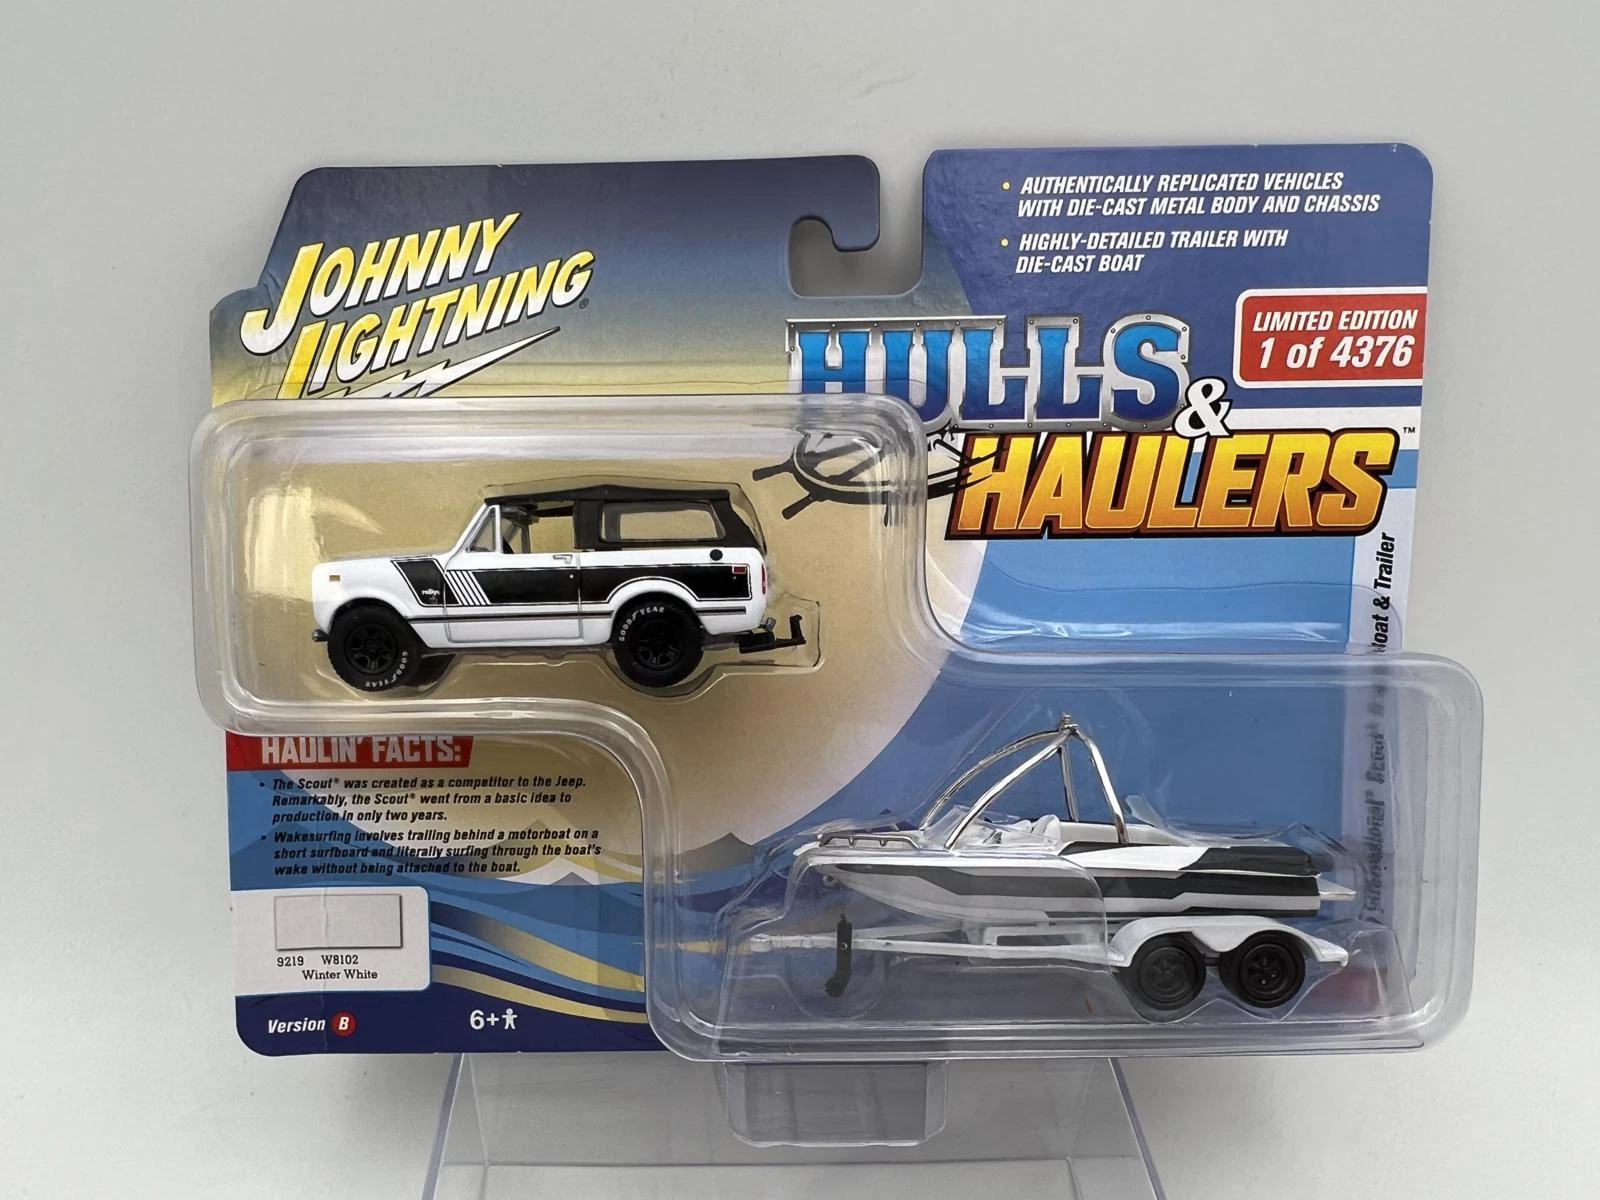 JOHNNY
LIGHTNING®
• AUTHENTICALLY REPLICATED VEHICLES
WITH DIE-CAST METAL BODY AND CHASSIS
• HIGHLY-DETAILED TRAILER WITH
DIE-CAST BOAT
LIMITED EDITION
1 of 4376
HULLS
&
HAULERS™
Boat & Trailer
International® Scout®
GOODYEAR
GOODYEAR
HAULIN' FACTS:
• The Scout® was created as a competitor to the Jeep.
Remarkably, the Scout® went from a basic idea to
production in only two years.
• Wakesurfing involves trailing behind a motorboat on a
short surfboard and literally surfing through the boat's
wake without being attached to the boat.
9219 W8102
Winter White
Version B
6+